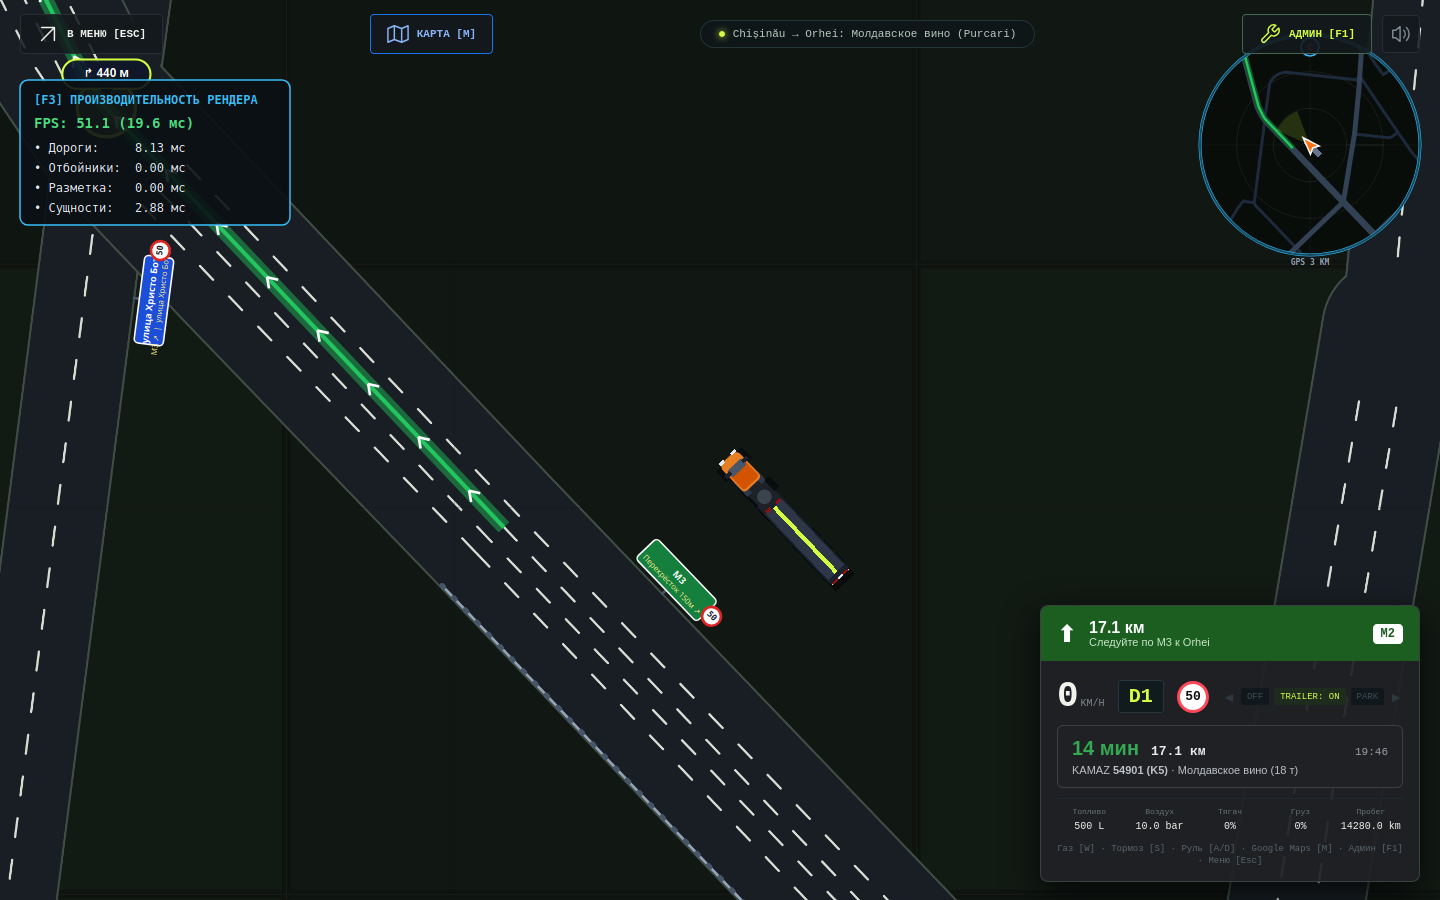 В МЕНЮ [ESC]
КАРТА [M]
Chișinău → Orhei: Молдавское вино (Purcari)
АДМИН [F1]
↱ 440 м
[F3] ПРОИЗВОДИТЕЛЬНОСТЬ РЕНДЕРА
FPS: 51.1 (19.6 мс)
• Дороги: 8.13 мс
• Отбойники: 0.00 мс
• Разметка: 0.00 мс
• Сущности: 2.88 мс
GPS 3 KM
50
улица Христо Бо
| улица Христо Бо
M3
Перекрёсток 150м ↗
50
17.1 км
Следуйте по M3 к Orhei
M2
0 KM/H
D1
50
◀ OFF TRAILER: ON PARK ▶
14 мин 17.1 км
19:46
KAMAZ 54901 (K5) · Молдавское вино (18 т)
Топливо Воздух Тягач Груз Пробег
500 L 10.0 bar 0% 0% 14280.0 km
Газ [W] · Тормоз [S] · Руль [A/D] · Google Maps [M] · Админ [F1]
· Меню [Esc]